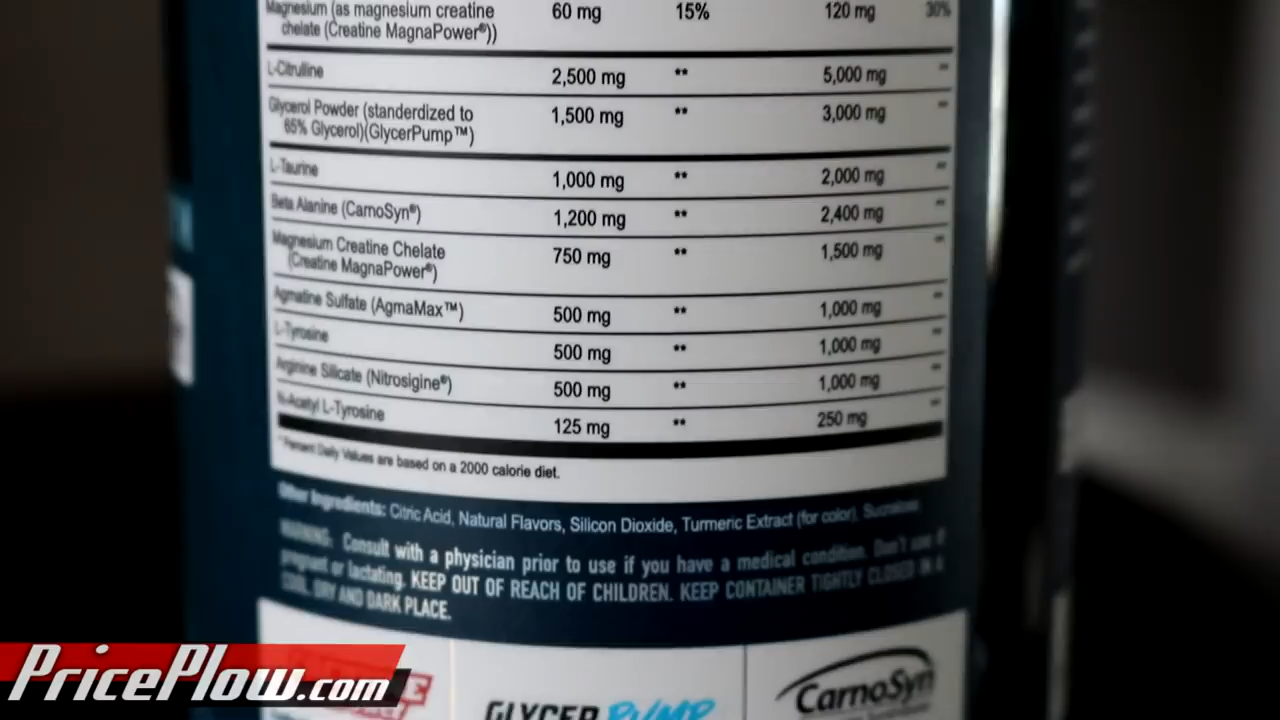 Magnesium (as magnesium creatine 60 mg 15% 120 mg 30%
chelate (Creatine MagnaPower®))
L-Citrulline 2,500 mg ** 5,000 mg **
Glycerol Powder (standerdized to 1,500 mg ** 3,000 mg **
65% Glycerol)(GlycerPump™)
L-Taurine 1,000 mg ** 2,000 mg **
Beta Alanine (CarnoSyn®) 1,200 mg ** 2,400 mg **
Magnesium Creatine Chelate 750 mg ** 1,500 mg **
(Creatine MagnaPower®)
Agmatine Sulfate (AgmaMax™) 500 mg ** 1,000 mg **
L-Tyrosine 500 mg ** 1,000 mg **
Arginine Silicate (Nitrosigine®) 500 mg ** 1,000 mg **
N-Acetyl L-Tyrosine 125 mg ** 250 mg **
* Percent Daily Values are based on a 2000 calorie diet.
Other Ingredients: Citric Acid, Natural Flavors, Silicon Dioxide, Turmeric Extract (for color), Sucralose
WARNING: Consult with a physician prior to use if you have a medical condition. Don't use if
pregnant or lactating. KEEP OUT OF REACH OF CHILDREN. KEEP CONTAINER TIGHTLY CLOSED IN A
COOL, DRY AND DARK PLACE.
PricePlow.com
GLYCERPUMP
CarnoSyn